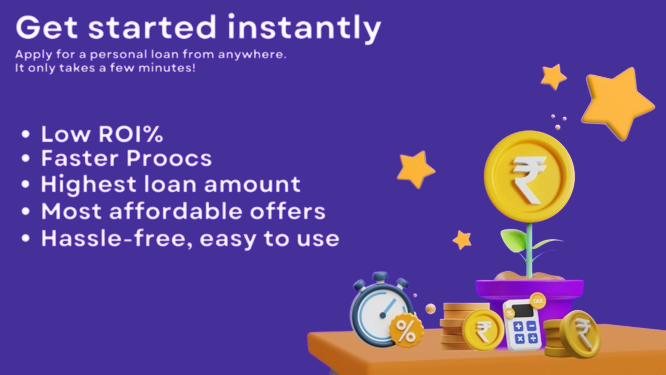 Get started instantly
Apply for a personal loan from anywhere.
It only takes a few minutes!
• Low ROI%
• Faster Proocs
• Highest loan amount
• Most affordable offers
• Hassle-free, easy to use
₹
%
₹
TAX
₹